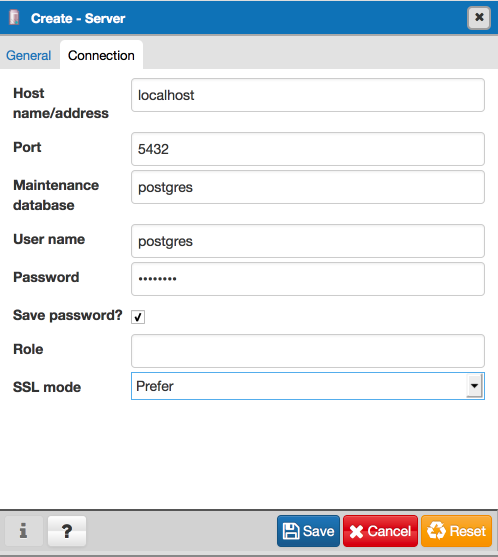 Create - Server
General Connection
Host name/address localhost
Port 5432
Maintenance database postgres
User name postgres
Password ••••••••
Save password?
Role
SSL mode Prefer
i ? Save Cancel Reset